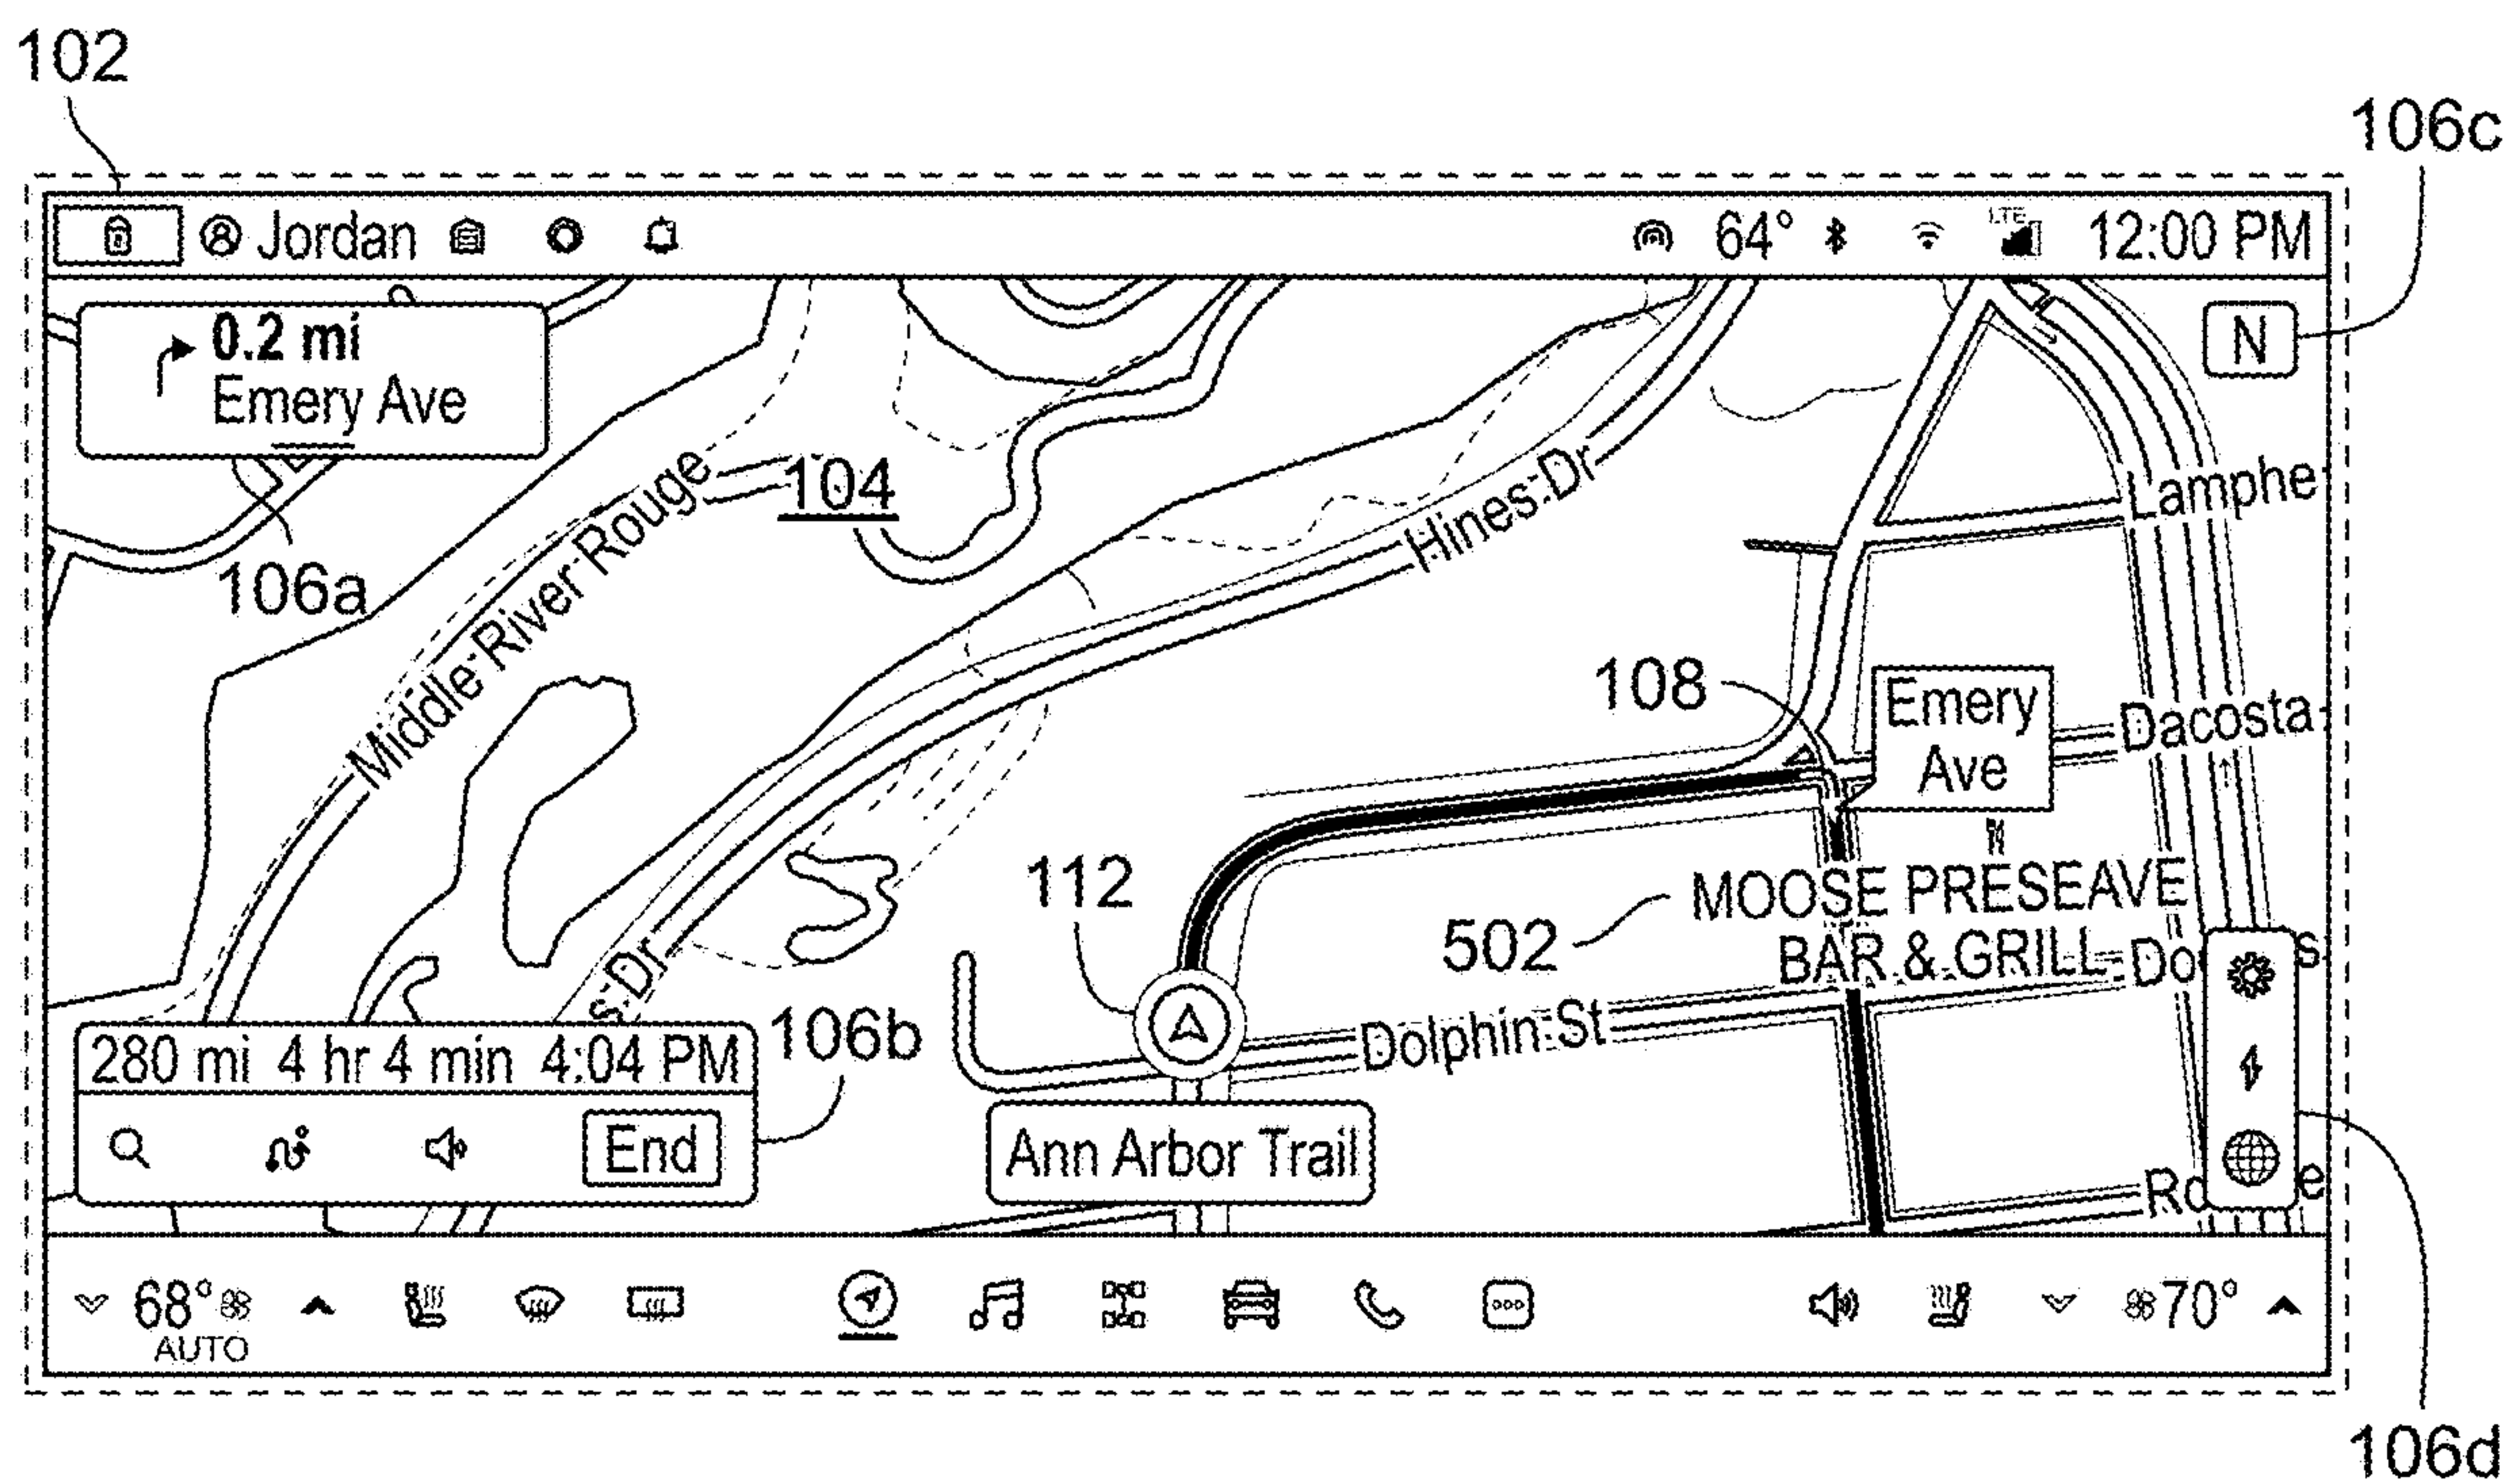 102
106c
Jordan
64°
LTE
12:00 PM
0.2 mi
Emery Ave
N
104
Middle River Rouge
Hines Dr
Lamphe
106a
108
Emery
Ave
Dacosta
112
MOOSE PRESEAVE
BAR & GRILL
502
s Dr
Do
s
Dolphin St
106b
280 mi 4 hr 4 min 4:04 PM
End
Ann Arbor Trail
Ro
e
68°
AUTO
70°
106d